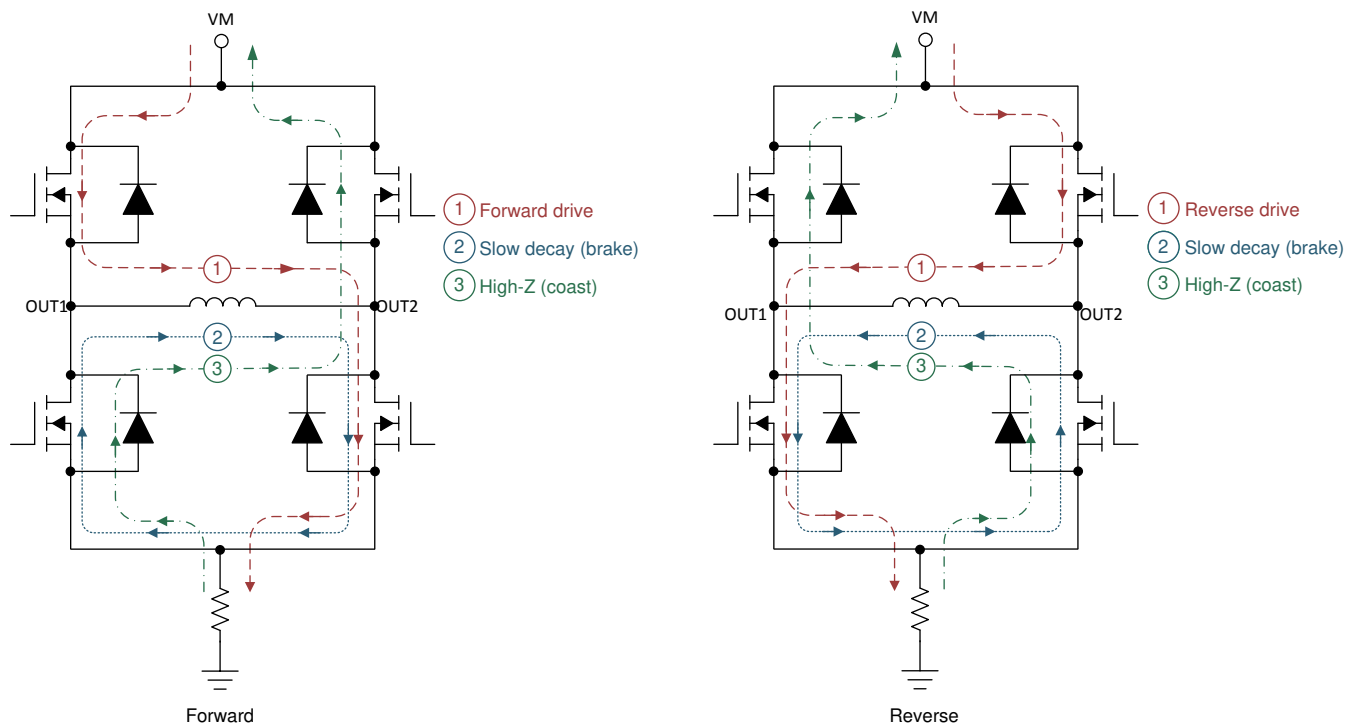 VM
1 Forward drive
2 Slow decay (brake)
3 High-Z (coast)
1
OUT1
OUT2
2
3
Forward
VM
1 Reverse drive
2 Slow decay (brake)
3 High-Z (coast)
1
OUT1
OUT2
2
3
Reverse